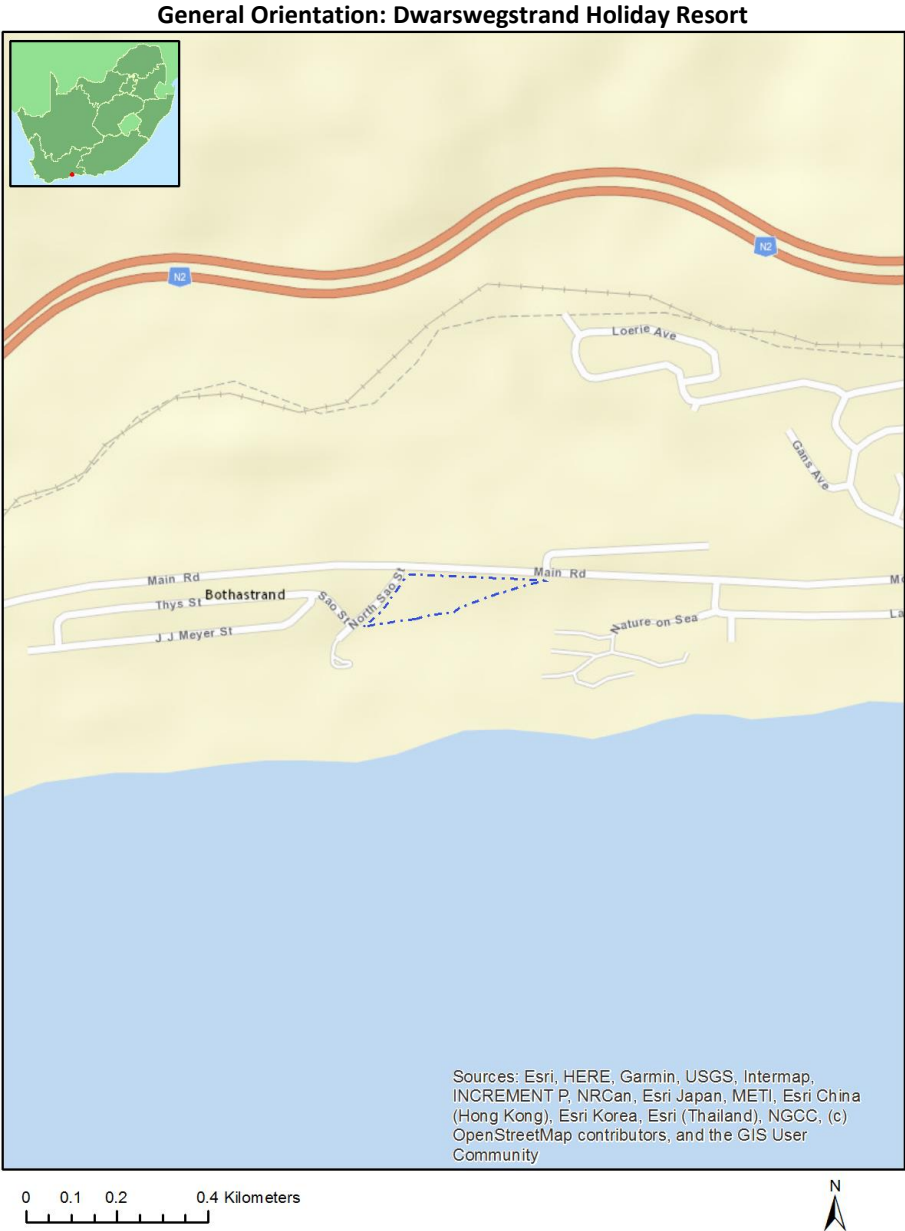 General Orientation: Dwarswegstrand Holiday Resort
N2
N2
Loerie Ave
Gans Ave
Main Rd
Main Rd
Mo
Thys St
Bothastrand
Sao St
North Sao St
J J Meyer St
Nature on Sea
La
Sources: Esri, HERE, Garmin, USGS, Intermap,
INCREMENT P, NRCan, Esri Japan, METI, Esri China
(Hong Kong), Esri Korea, Esri (Thailand), NGCC, (c)
OpenStreetMap contributors, and the GIS User
Community
0 0.1 0.2 0.4 Kilometers
N